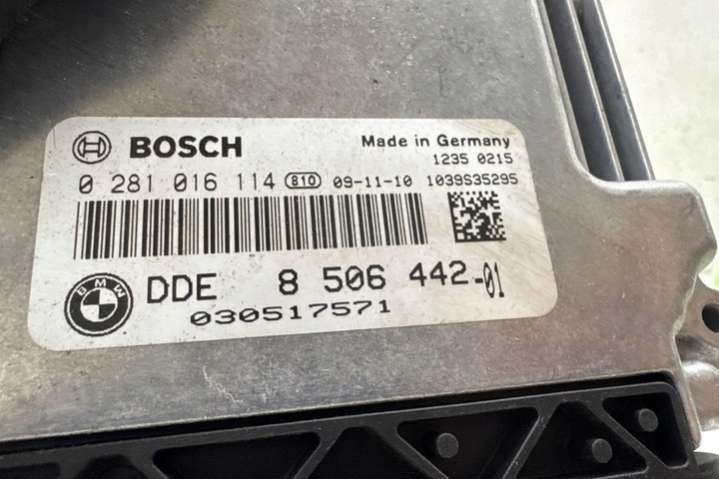 BOSCH Made in Germany
1235 0215
0 281 016 114 810 09-11-10 1039S35295
BMW DDE 8 506 442-01
030517571